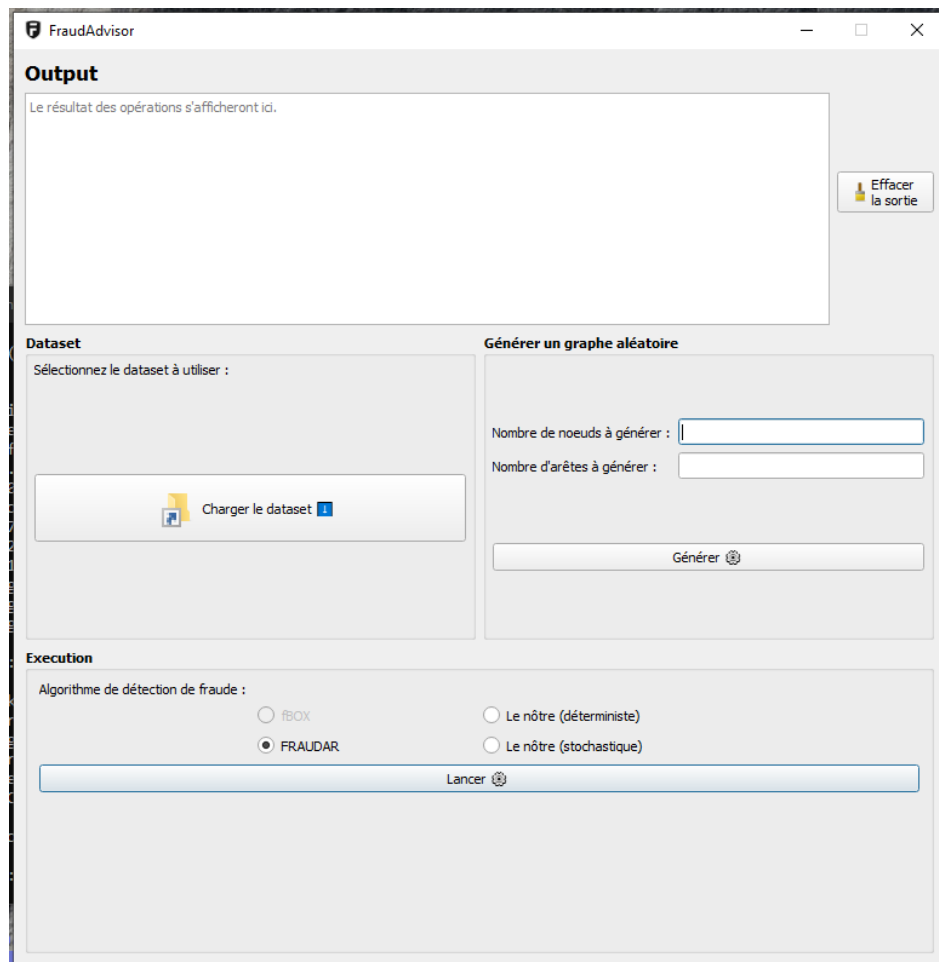 FraudAdvisor
Output
Le résultat des opérations s'afficheront ici.
Effacer
la sortie
Dataset
Sélectionnez le dataset à utiliser :
Charger le dataset
Générer un graphe aléatoire
Nombre de noeuds à générer :
Nombre d'arêtes à générer :
Générer
Execution
Algorithme de détection de fraude :
fBOX
Le nôtre (déterministe)
FRAUDAR
Le nôtre (stochastique)
Lancer